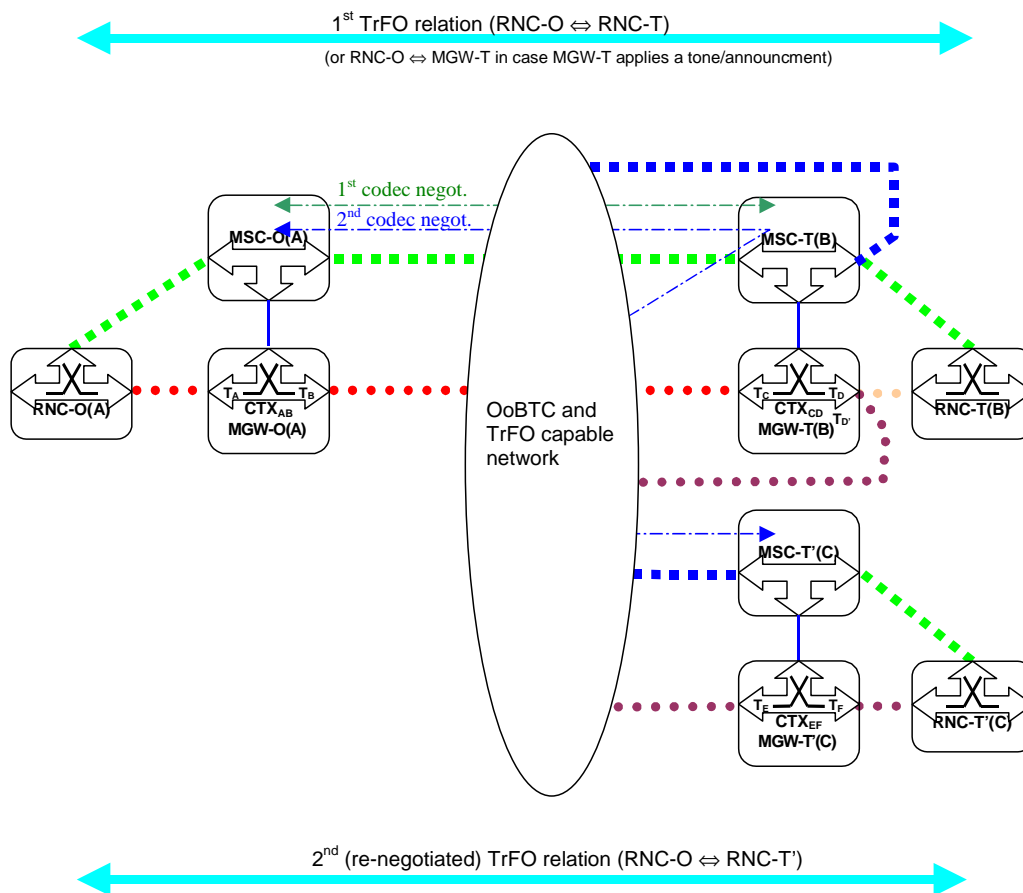 1st TrFO relation (RNC-O ⇔ RNC-T)
(or RNC-O ⇔ MGW-T in case MGW-T applies a tone/announcment)
1st codec negot.
2nd codec negot.
MSC-O(A)
MSC-T(B)
RNC-O(A)
TA TB
CTXAB
MGW-O(A)
OoBTC and
TrFO capable
network
TC TD
CTXCD
TD'
MGW-T(B)
RNC-T(B)
MSC-T'(C)
TE TF
CTXEF
MGW-T'(C)
RNC-T'(C)
2nd (re-negotiated) TrFO relation (RNC-O ⇔ RNC-T')